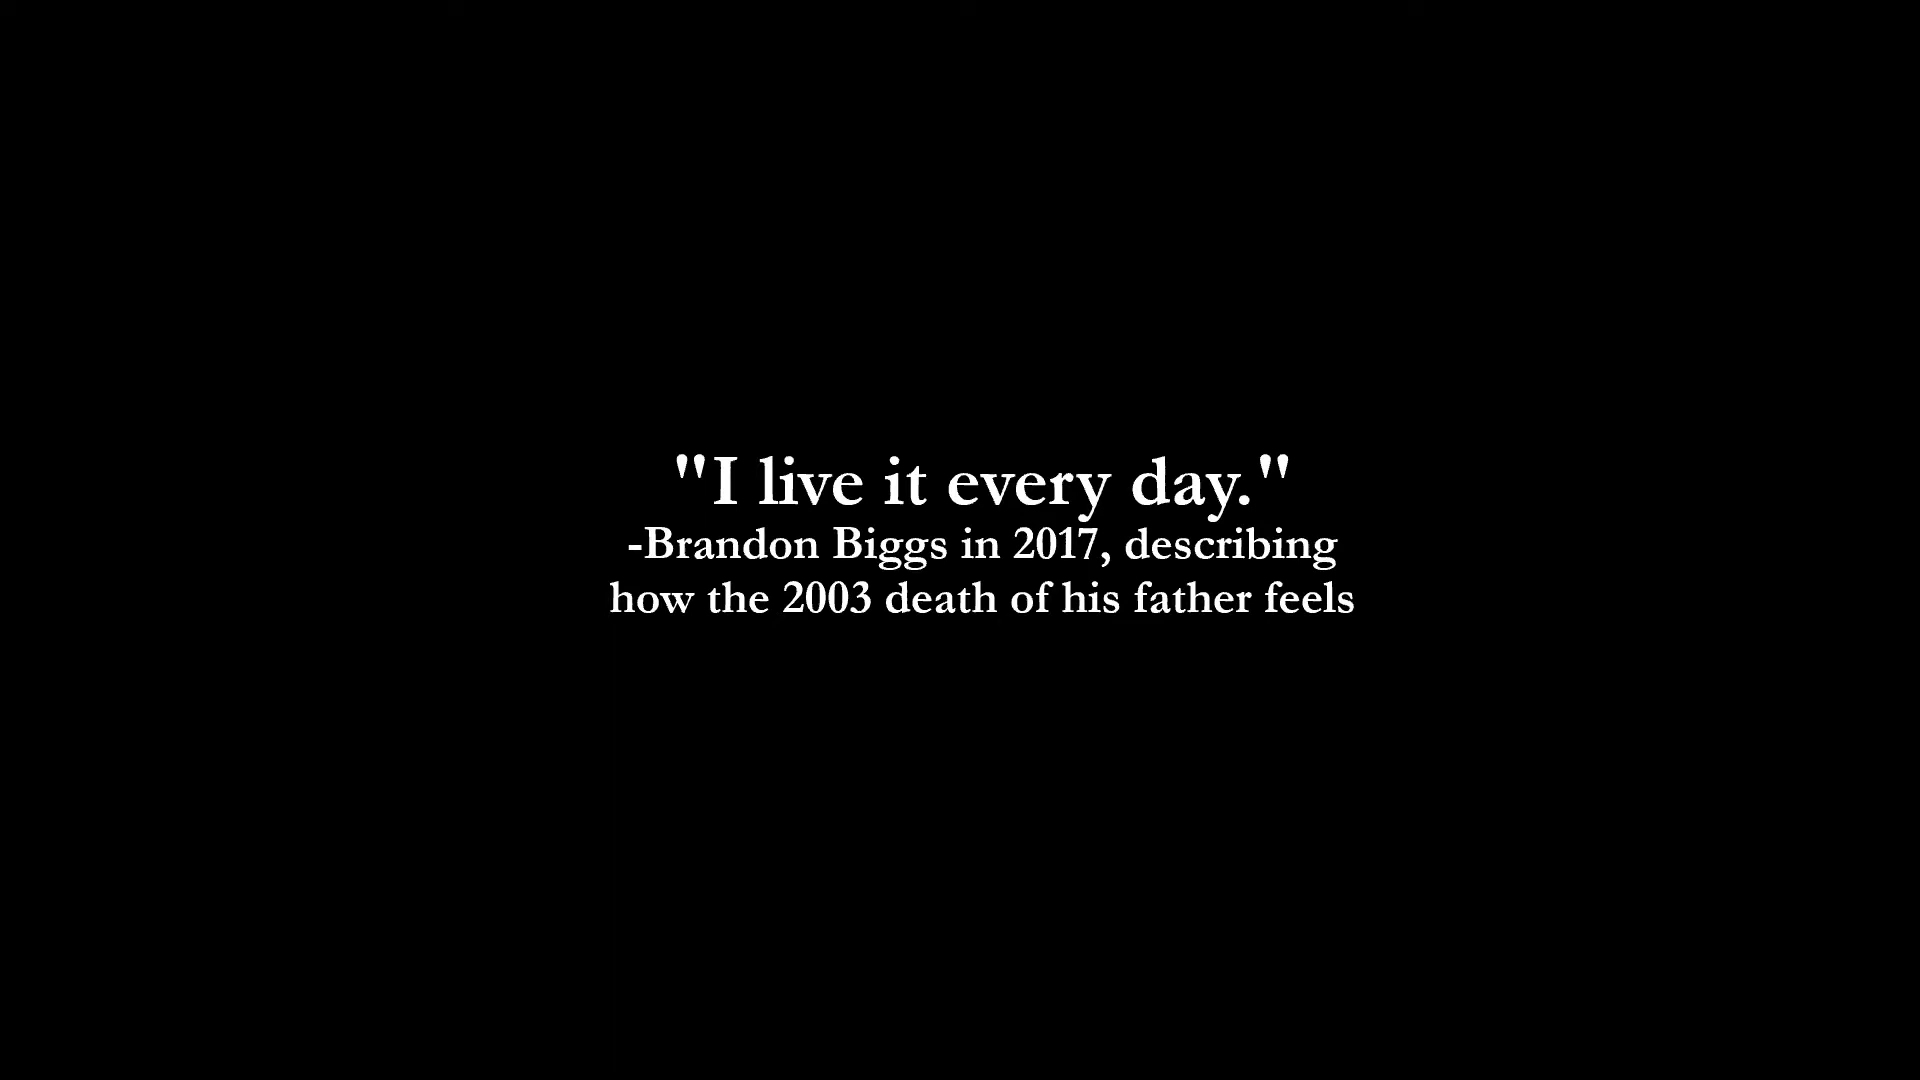 "I live it every day."
-Brandon Biggs in 2017, describing
how the 2003 death of his father feels